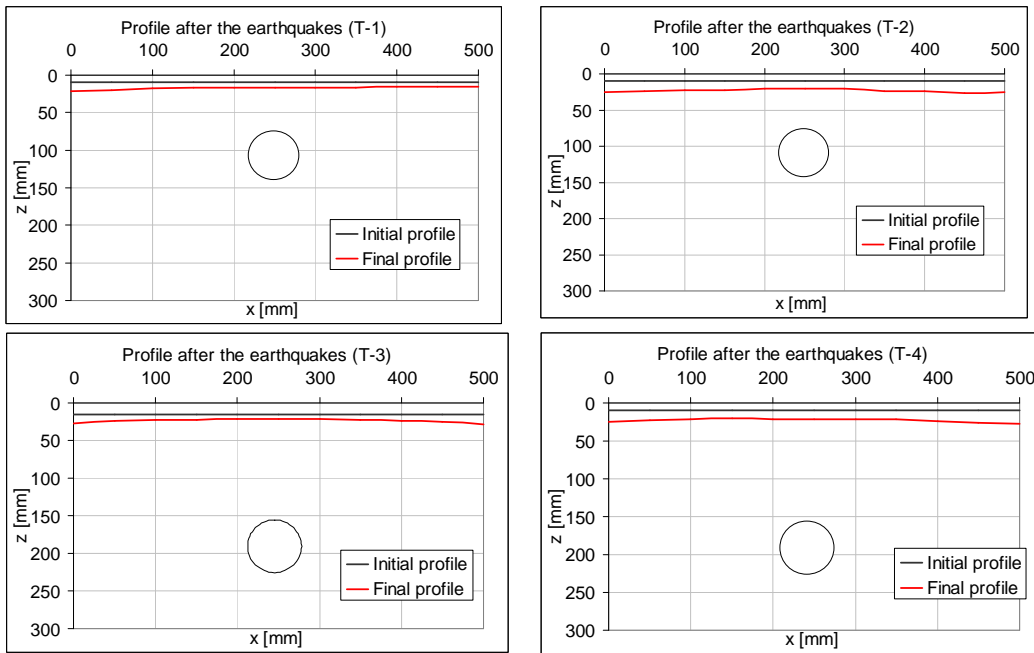 Profile after the earthquakes (T-1)
0 100 200 300 400 500
0
50
100
150
200
250
300
z [mm]
Initial profile
Final profile
x [mm]
Profile after the earthquakes (T-2)
0 100 200 300 400 500
0
50
100
150
200
250
300
z [mm]
Initial profile
Final profile
x [mm]
Profile after the earthquakes (T-3)
0 100 200 300 400 500
0
50
100
150
200
250
300
z [mm]
Initial profile
Final profile
x [mm]
Profile after the earthquakes (T-4)
0 100 200 300 400 500
0
50
100
150
200
250
300
z [mm]
Initial profile
Final profile
x [mm]